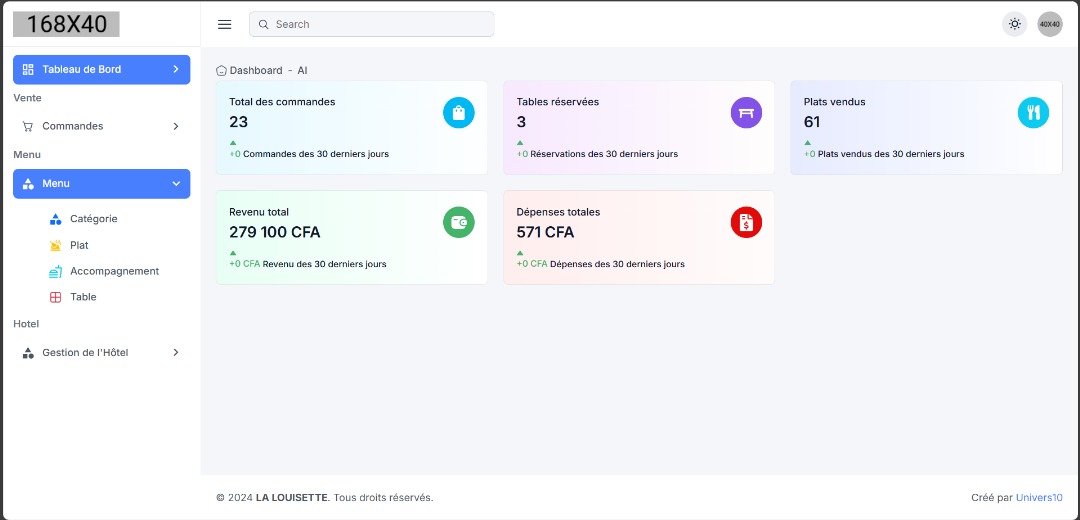 168X40
Search
40X40
Tableau de Bord
Vente
Commandes
Menu
Menu
Catégorie
Plat
Accompagnement
Table
Hotel
Gestion de l'Hôtel
Dashboard - AI
Total des commandes
23
+0 Commandes des 30 derniers jours
Tables réservées
3
+0 Réservations des 30 derniers jours
Plats vendus
61
+0 Plats vendus des 30 derniers jours
Revenu total
279 100 CFA
+0 CFA Revenu des 30 derniers jours
Dépenses totales
571 CFA
+0 CFA Dépenses des 30 derniers jours
© 2024 LA LOUISETTE. Tous droits réservés.
Créé par Univers10